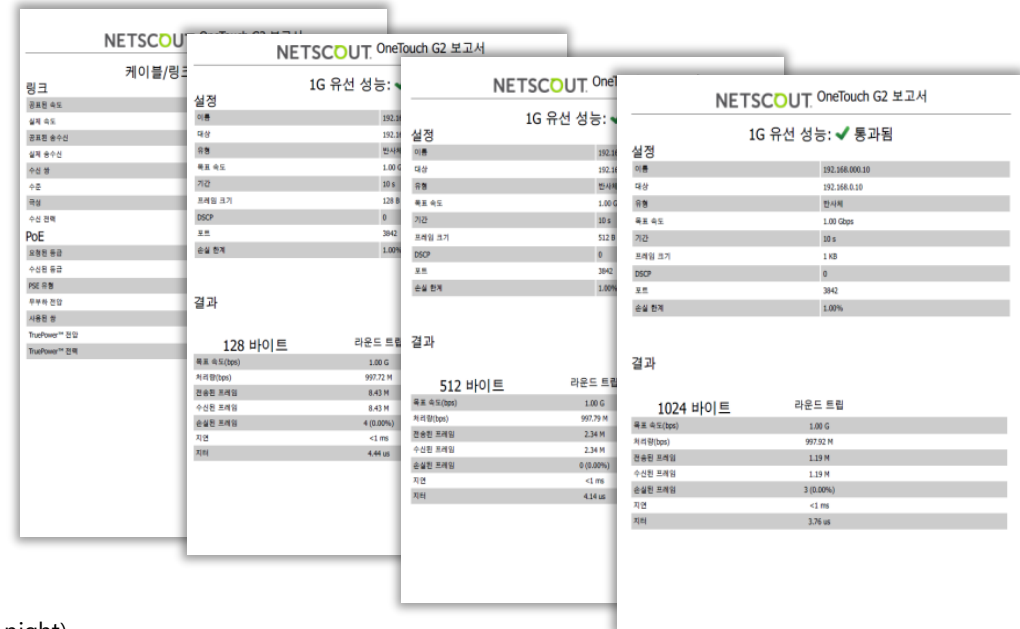 NETSCOUT
케이블/링크
링크
공표된 속도
실제 속도
공표된 송수신
실제 송수신
수신 쌍
수준
극성
수신 전력
PoE
요청된 등급
수신된 등급
PSE 유형
무부하 전압
사용된 쌍
TruePower™ 전압
TruePower™ 전력
NETSCOUT. OneTouch G2 보고서
1G 유선 성능:
설정
이름
대상
유형 반사체
목표 속도 1.00
기간 10 s
프레임 크기 128 B
DSCP 0
포트 3842
손실 한계 1.00%
결과
128 바이트 라운드 트립
목표 속도(bps) 1.00 G
처리량(bps) 997.72 M
전송된 프레임 8.43 M
수신된 프레임 8.43 M
손실된 프레임 4 (0.00%)
지연 <1 ms
지터 4.44 us
NETSCOUT.
1G 유선 성능: ✔
설정
이름
대상
유형 반사체
목표 속도 1.00
기간 10 s
프레임 크기 512 B
DSCP 0
포트 3842
손실 한계 1.00%
결과
512 바이트 라운드 트립
목표 속도(bps) 1.00 G
처리량(bps) 997.79 M
전송된 프레임 2.34 M
수신된 프레임 2.34 M
손실된 프레임 0 (0.00%)
지연 <1 ms
지터 4.14 us
NETSCOUT. OneTouch G2 보고서
1G 유선 성능: ✔ 통과됨
설정
이름 192.168.000.10
대상 192.168.0.10
유형 반사체
목표 속도 1.00 Gbps
기간 10 s
프레임 크기 1 KB
DSCP 0
포트 3842
손실 한계 1.00%
결과
1024 바이트 라운드 트립
목표 속도(bps) 1.00 G
처리량(bps) 997.92 M
전송된 프레임 1.19 M
수신된 프레임 1.19 M
손실된 프레임 3 (0.00%)
지연 <1 ms
지터 3.76 us